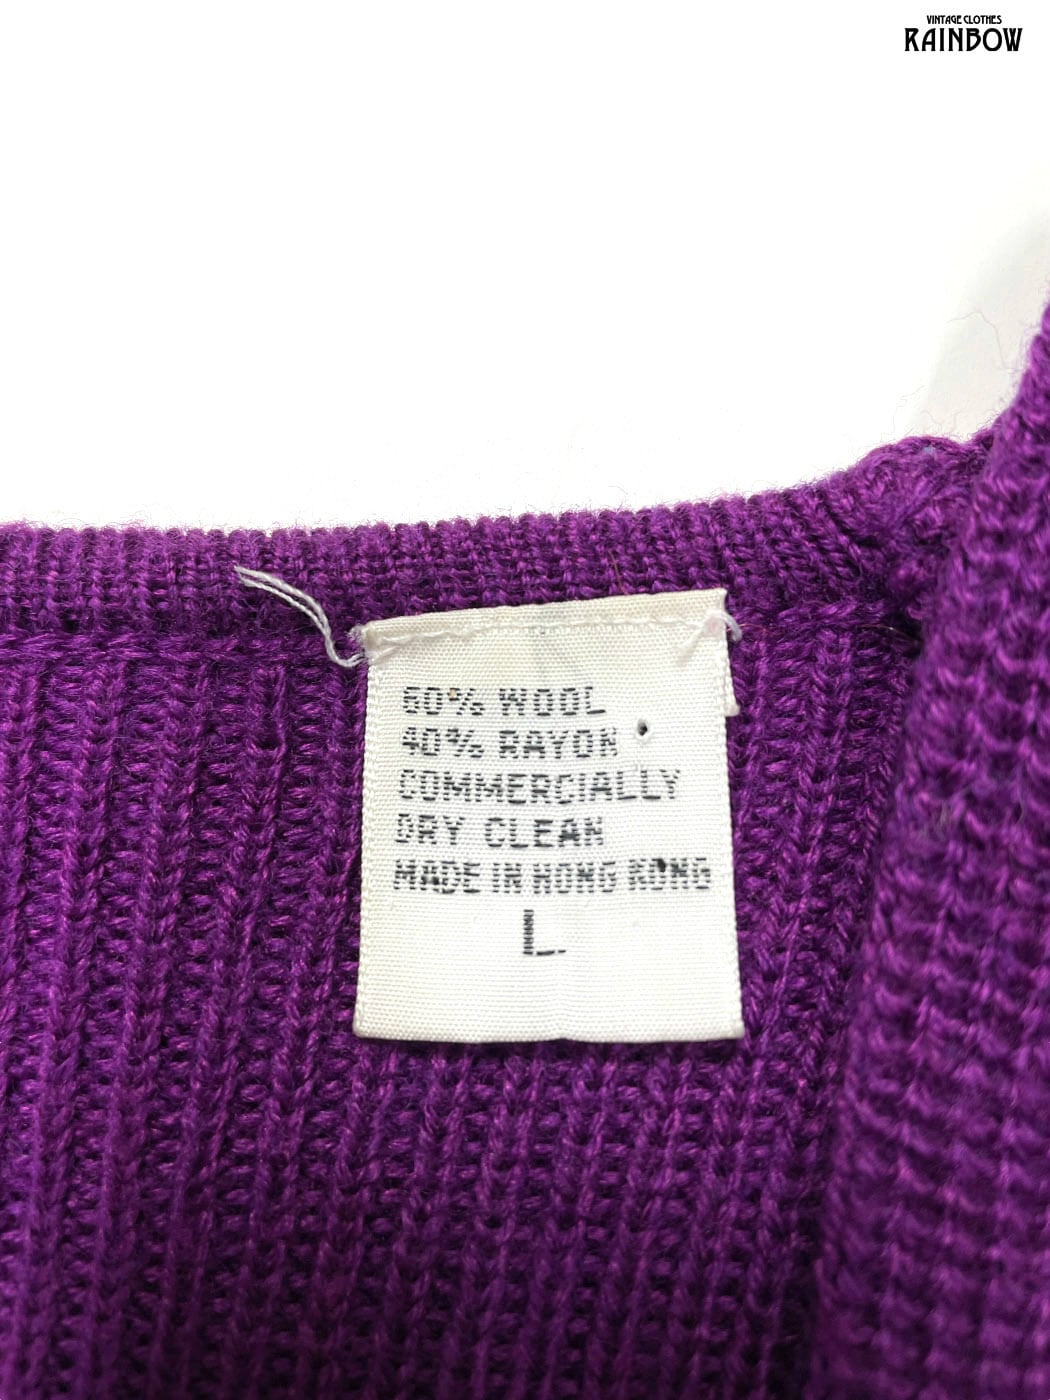 VINTAGE CLOTHES
RAINBOW
60% WOOL
40% RAYON
COMMERCIALLY
DRY CLEAN
MADE IN HONG KONG
L